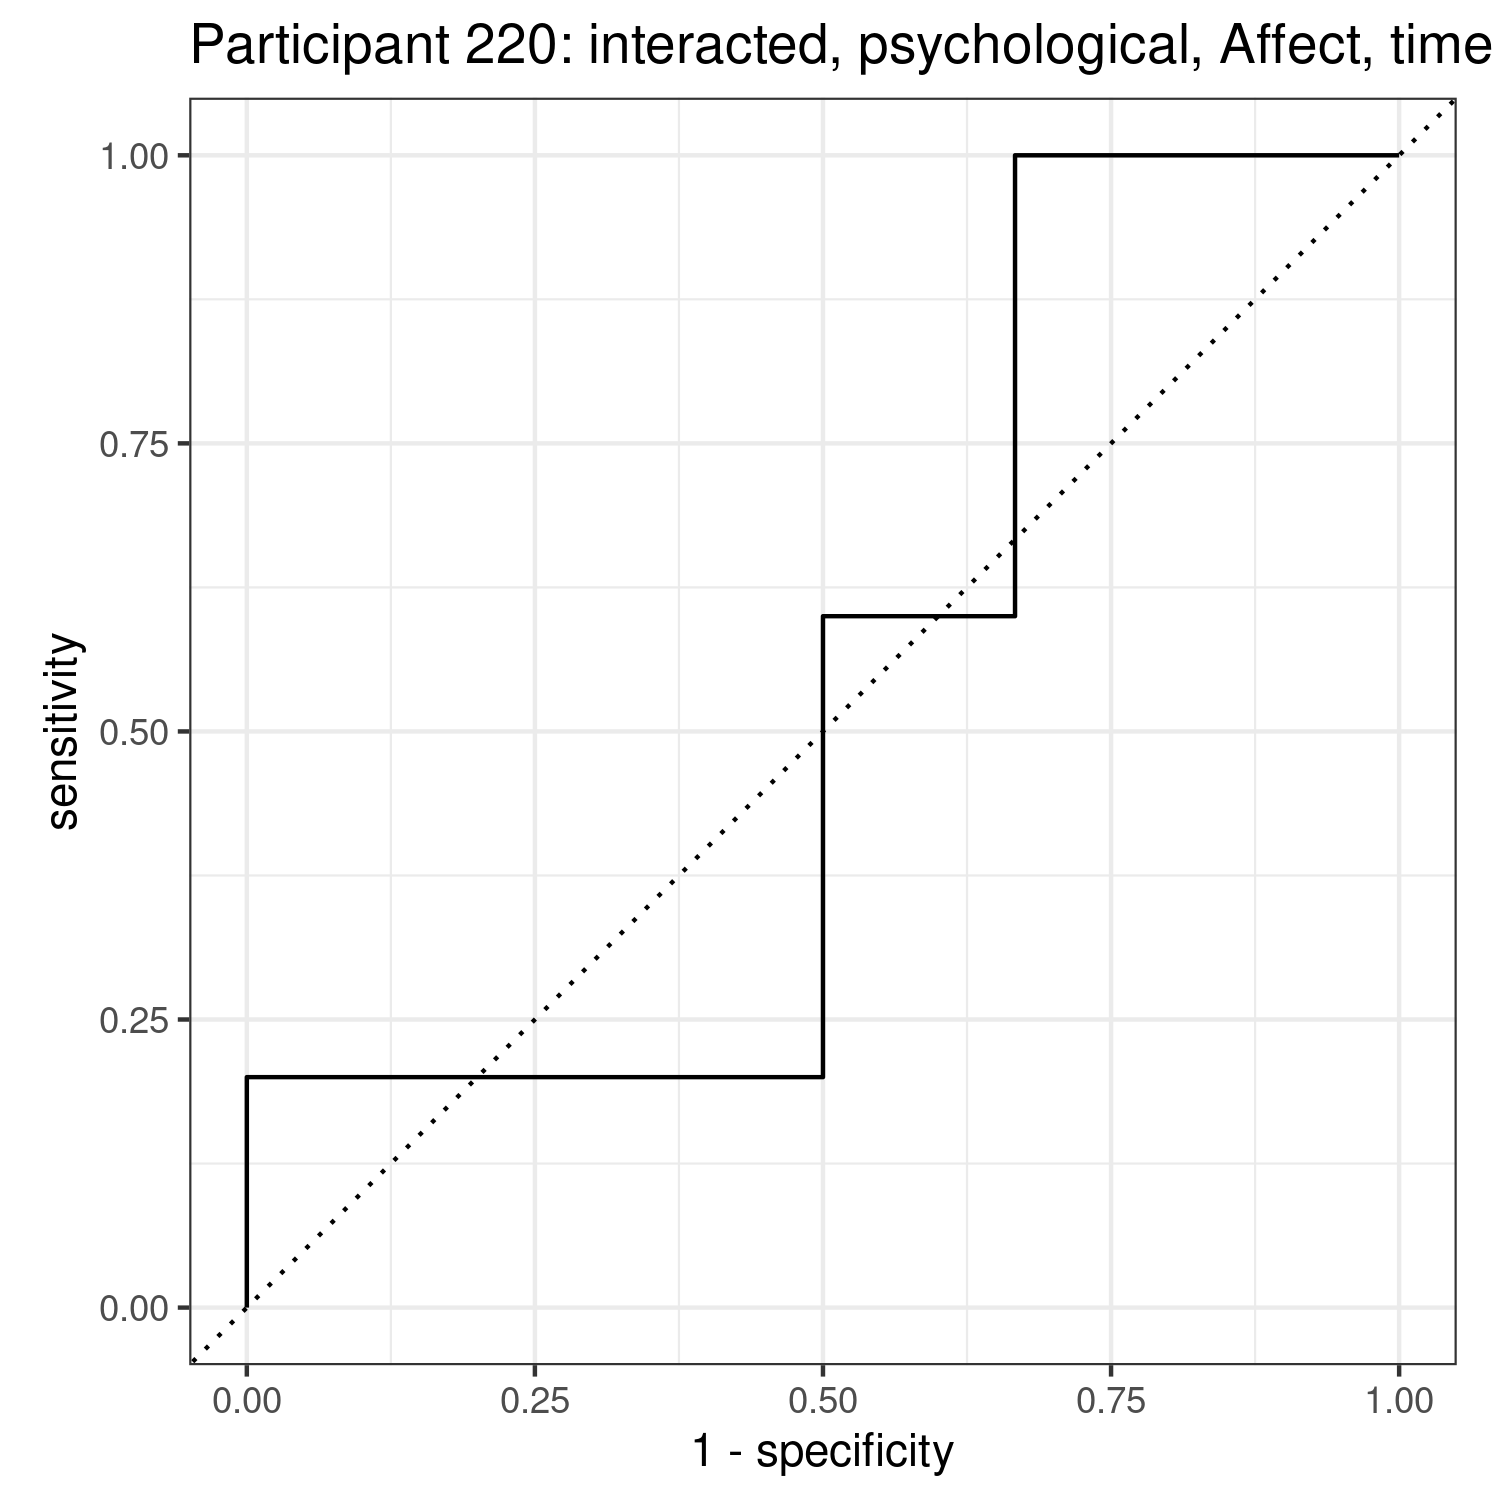 Participant 220: interacted, psychological, Affect, time
1.00
0.75
0.50
0.25
0.00
sensitivity
0.00 0.25 0.50 0.75 1.00
1 - specificity